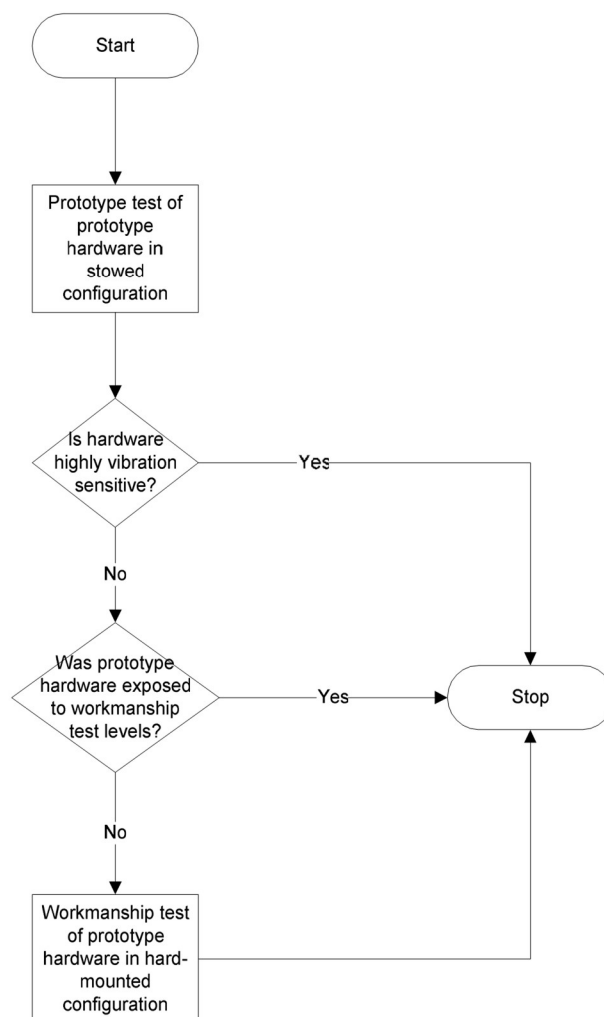 Start
Prototype test of
prototype
hardware in
stowed
configuration
Is hardware
highly vibration
sensitive?
Yes
No
Was prototype
hardware exposed
to workmanship
test levels?
Yes
Stop
No
Workmanship test
of prototype
hardware in hard-
mounted
configuration